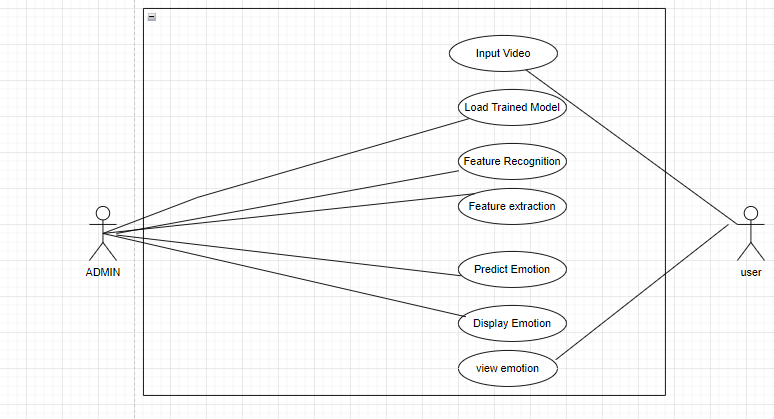 Input Video
Load Trained Model
Feature Recognition
Feature extraction
ADMIN
user
Predict Emotion
Display Emotion
view emotion